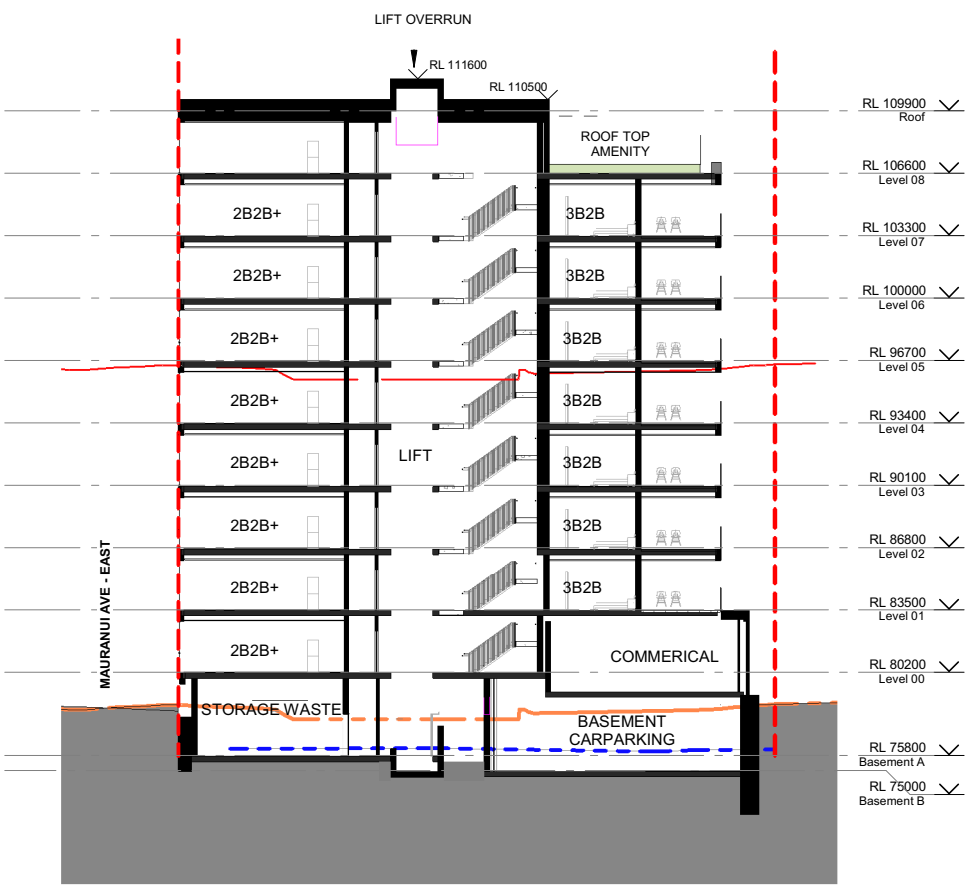 LIFT OVERRUN
RL 111600
RL 110500
RL 109900
Roof
ROOF TOP
AMENITY
RL 106600
Level 08
2B2B+
3B2B
RL 103300
Level 07
2B2B+
3B2B
RL 100000
Level 06
2B2B+
3B2B
RL 96700
Level 05
2B2B+
3B2B
RL 93400
Level 04
2B2B+
LIFT
3B2B
RL 90100
Level 03
2B2B+
3B2B
RL 86800
Level 02
2B2B+
3B2B
RL 83500
Level 01
2B2B+
COMMERICAL
RL 80200
Level 00
MAURANUI AVE - EAST
STORAGE WASTE
BASEMENT
CARPARKING
RL 75800
Basement A
RL 75000
Basement B